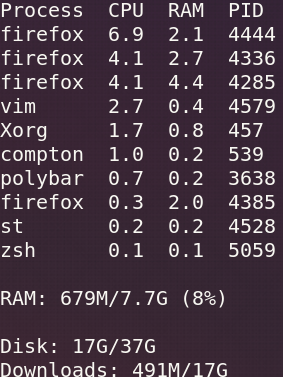 Process  CPU  RAM  PID
firefox  6.9  2.1  4444
firefox  4.1  2.7  4336
firefox  4.1  4.4  4285
vim      2.7  0.4  4579
Xorg     1.7  0.8  457
compton  1.0  0.2  539
polybar  0.7  0.2  3638
firefox  0.3  2.0  4385
st       0.2  0.2  4528
zsh      0.1  0.1  5059

RAM: 679M/7.7G (8%)

Disk: 17G/37G
Downloads: 491M/17G